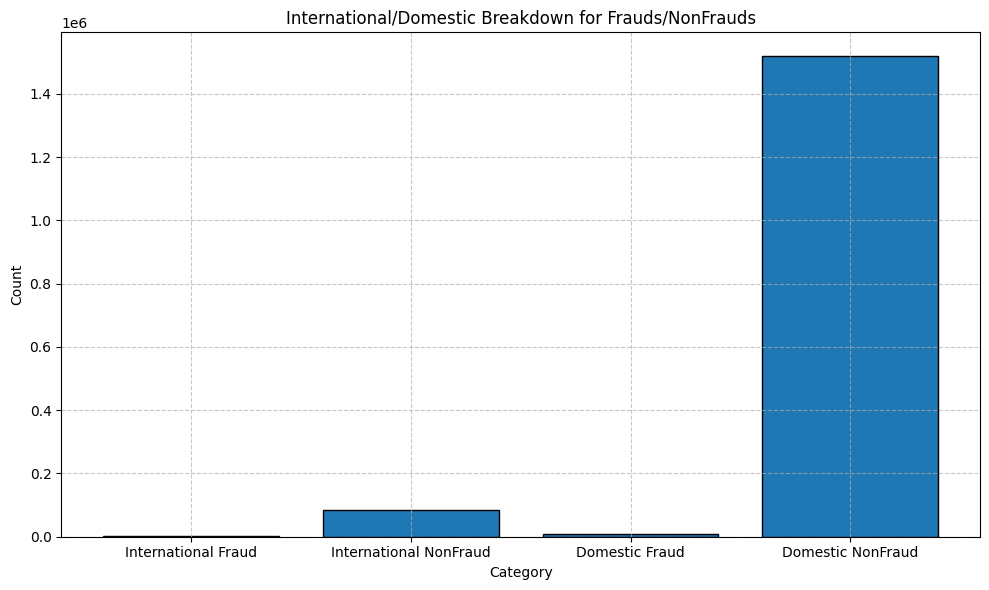 International/Domestic Breakdown for Frauds/NonFrauds
1e6
1.4
1.2
1.0
0.8
0.6
0.4
0.2
0.0
Count
International Fraud
International NonFraud
Domestic Fraud
Domestic NonFraud
Category